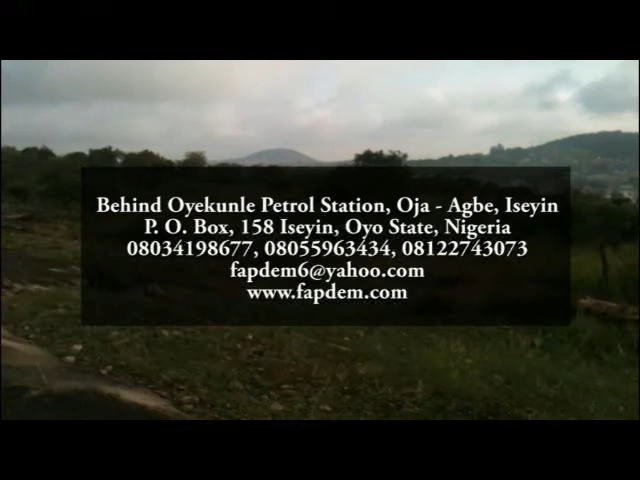 Behind Oyekunle Petrol Station, Oja - Agbe, Iseyin
P. O. Box, 158 Iseyin, Oyo State, Nigeria
08034198677, 08055963434, 08122743073
fapdem6@yahoo.com
www.fapdem.com